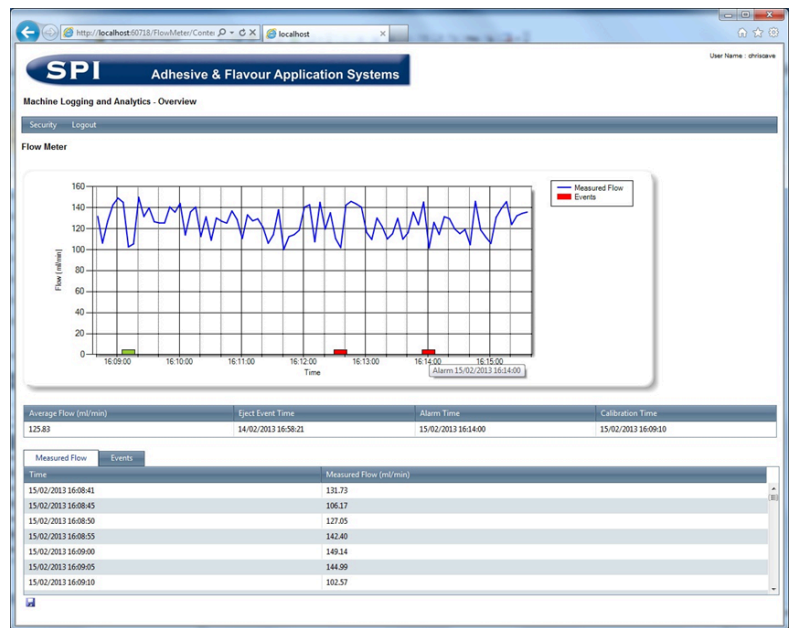 http://localhost:60718/FlowMeter/Conter
localhost
User Name : chriscave
SPI
Adhesive & Flavour Application Systems
Machine Logging and Analytics - Overview
Security Logout
Flow Meter
160
140
120
100
80
60
40
20
0
Flow (ml/min)
Measured Flow
Events
16:09:00 16:10:00 16:11:00 16:12:00 16:13:00 16:14:00 16:15:00
Time
Alarm 15/02/2013 16:14:00
Average Flow (ml/min) Eject Event Time Alarm Time Calibration Time
125.83 14/02/2013 16:58:21 15/02/2013 16:14:00 15/02/2013 16:09:10
Measured Flow Events
Time Measured Flow (ml/min)
15/02/2013 16:08:41 131.73
15/02/2013 16:08:45 106.17
15/02/2013 16:08:50 127.05
15/02/2013 16:08:55 142.40
15/02/2013 16:09:00 149.14
15/02/2013 16:09:05 144.99
15/02/2013 16:09:10 102.57